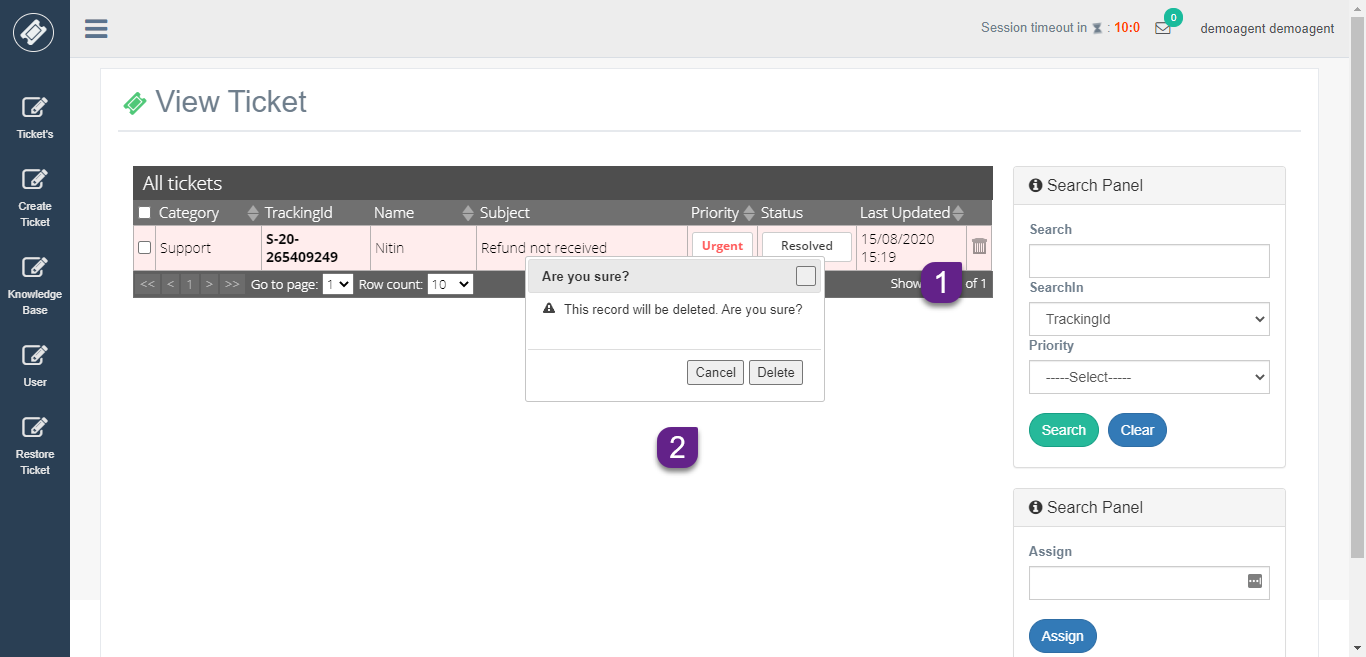 Session timeout in : 10:0
0
demoagent demoagent
Ticket's
Create
Ticket
Knowledge
Base
User
Restore
Ticket
View Ticket
All tickets
Category TrackingId Name Subject Priority Status Last Updated
Support S-20-265409249 Nitin Refund not received Urgent Resolved 15/08/2020 15:19
<< < 1 > >> Go to page: 1 Row count: 10 Show of 1
1
Are you sure?
This record will be deleted. Are you sure?
Cancel Delete
2
Search Panel
Search
SearchIn
TrackingId
Priority
-----Select-----
Search Clear
Search Panel
Assign
Assign